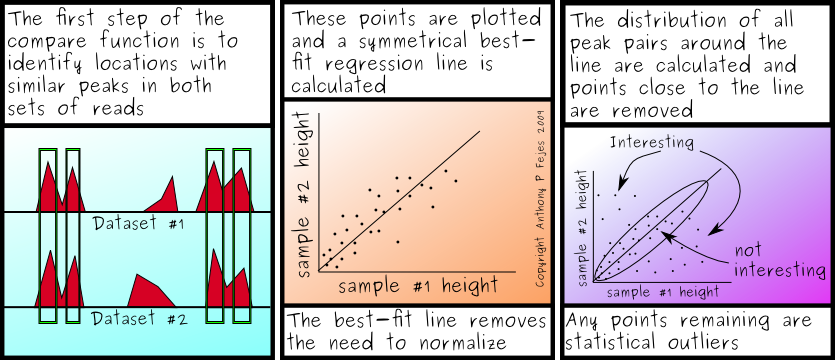 The first step of the
compare function is to
identify locations with
similar peaks in both
sets of reads
Dataset #1
Dataset #2
These points are plotted
and a symmetrical best-
fit regression line is
calculated
sample #2 height
sample #1 height
Copyright Anthony P Fejes 2009
The best-fit line removes
the need to normalize
The distribution of all
peak pairs around the
line are calculated and
points close to the line
are removed
Interesting
sample #2 height
not
interesting
sample #1 height
Any points remaining are
statistical outliers